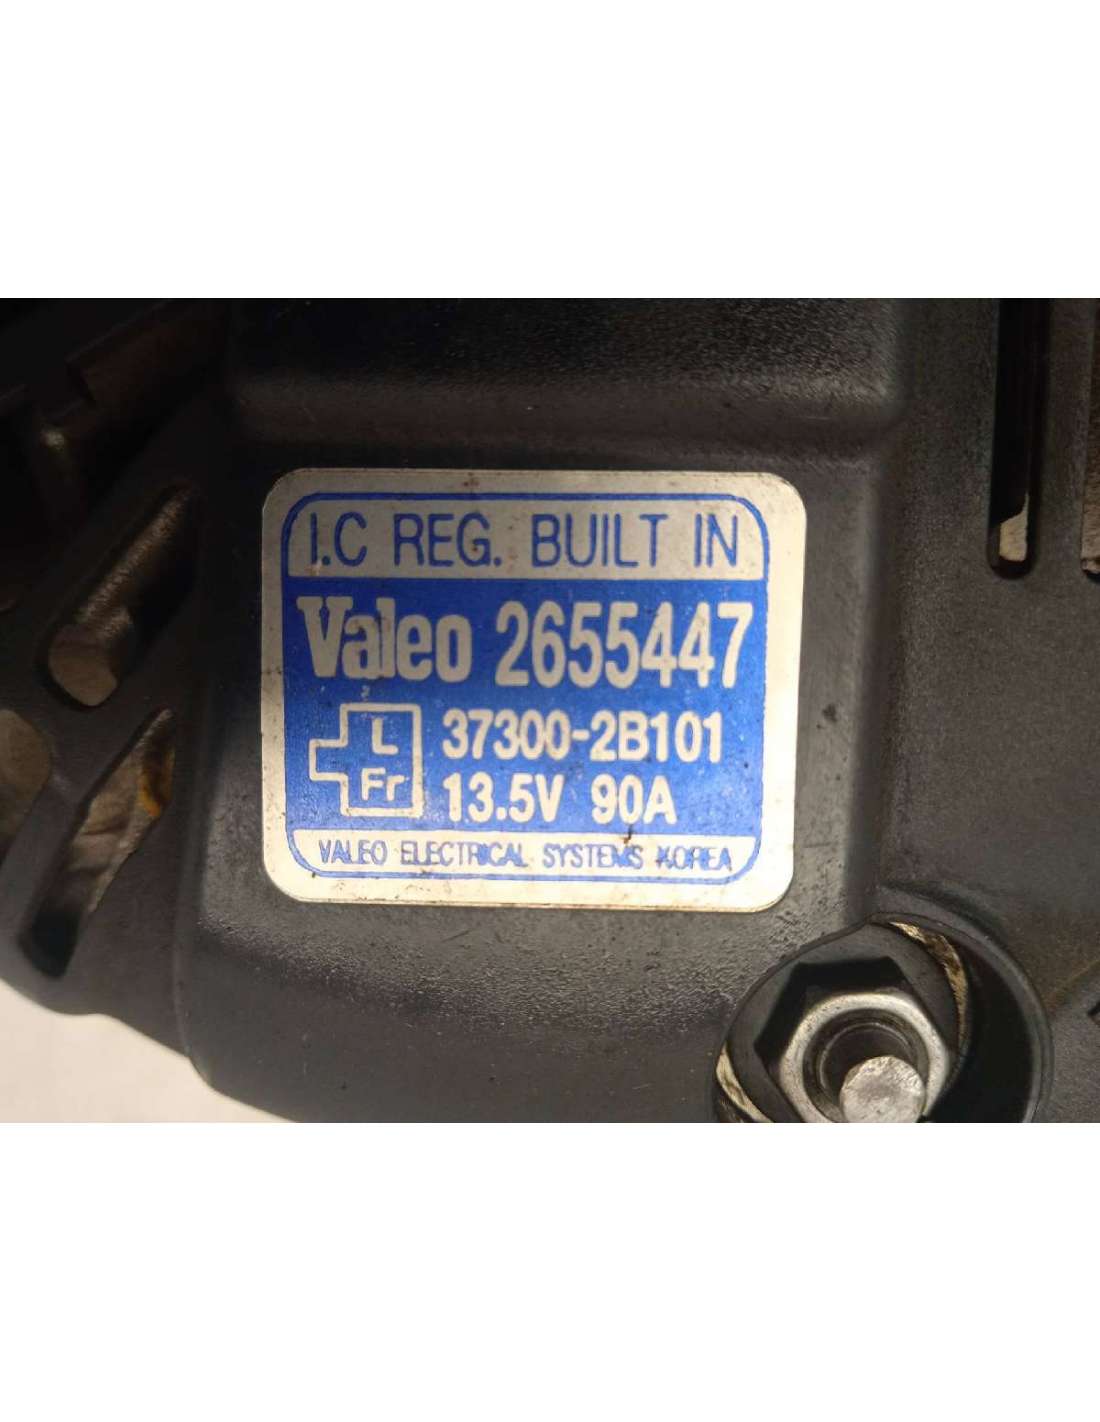 I.C REG. BUILT IN
Valeo 2655447
L 37300-2B101
Fr 13.5V 90A
VALEO ELECTRICAL SYSTEMS KOREA